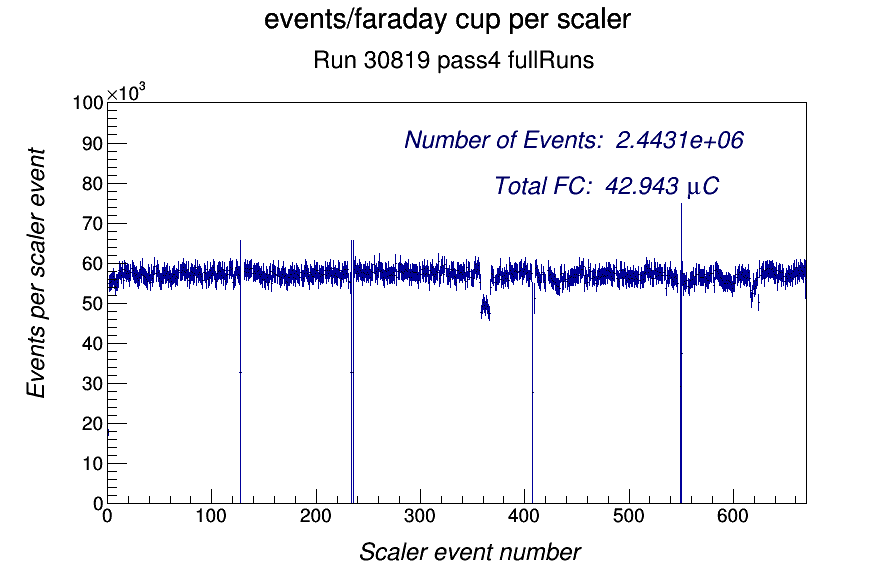 events/faraday cup per scaler
Run 30819 pass4 fullRuns
×10³
100
90
80
70
60
50
40
30
20
10
0
Events per scaler event
Number of Events: 2.4431e+06
Total FC: 42.943 μC
0 100 200 300 400 500 600
Scaler event number